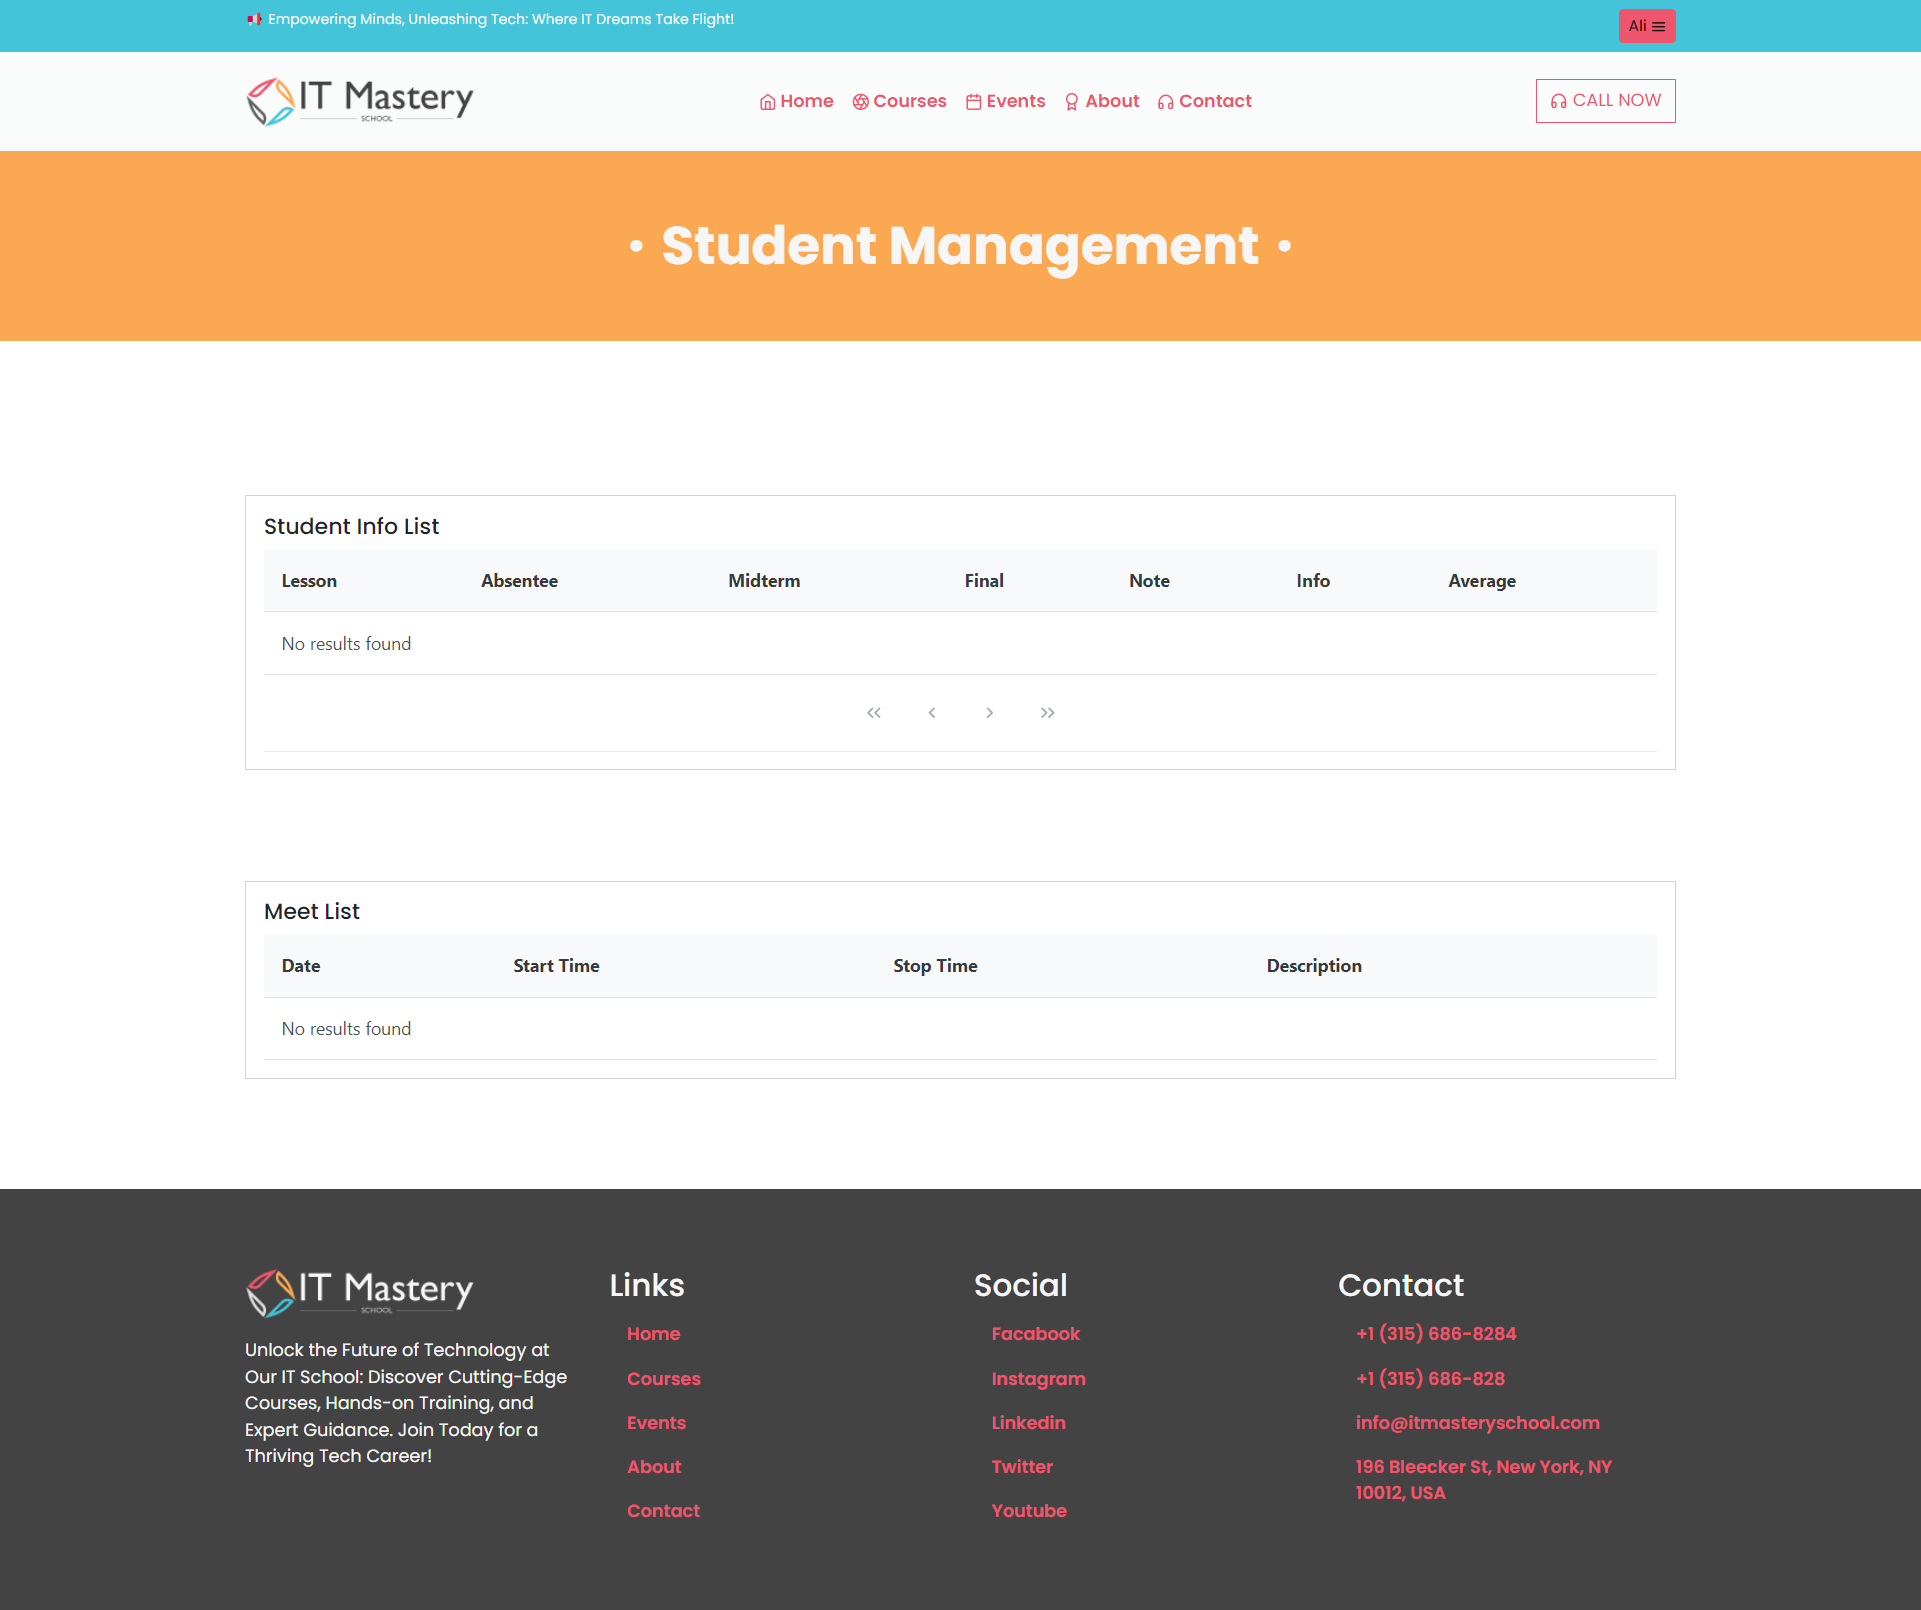 Empowering Minds, Unleashing Tech: Where IT Dreams Take Flight!
Ali
IT Mastery
SCHOOL
Home
Courses
Events
About
Contact
CALL NOW
• Student Management •
Student Info List
Lesson Absentee Midterm Final Note Info Average
No results found
Meet List
Date Start Time Stop Time Description
No results found
IT Mastery
SCHOOL
Unlock the Future of Technology at
Our IT School: Discover Cutting-Edge
Courses, Hands-on Training, and
Expert Guidance. Join Today for a
Thriving Tech Career!
Links
Home
Courses
Events
About
Contact
Social
Facabook
Instagram
Linkedin
Twitter
Youtube
Contact
+1 (315) 686-8284
+1 (315) 686-828
info@itmasteryschool.com
196 Bleecker St, New York, NY
10012, USA